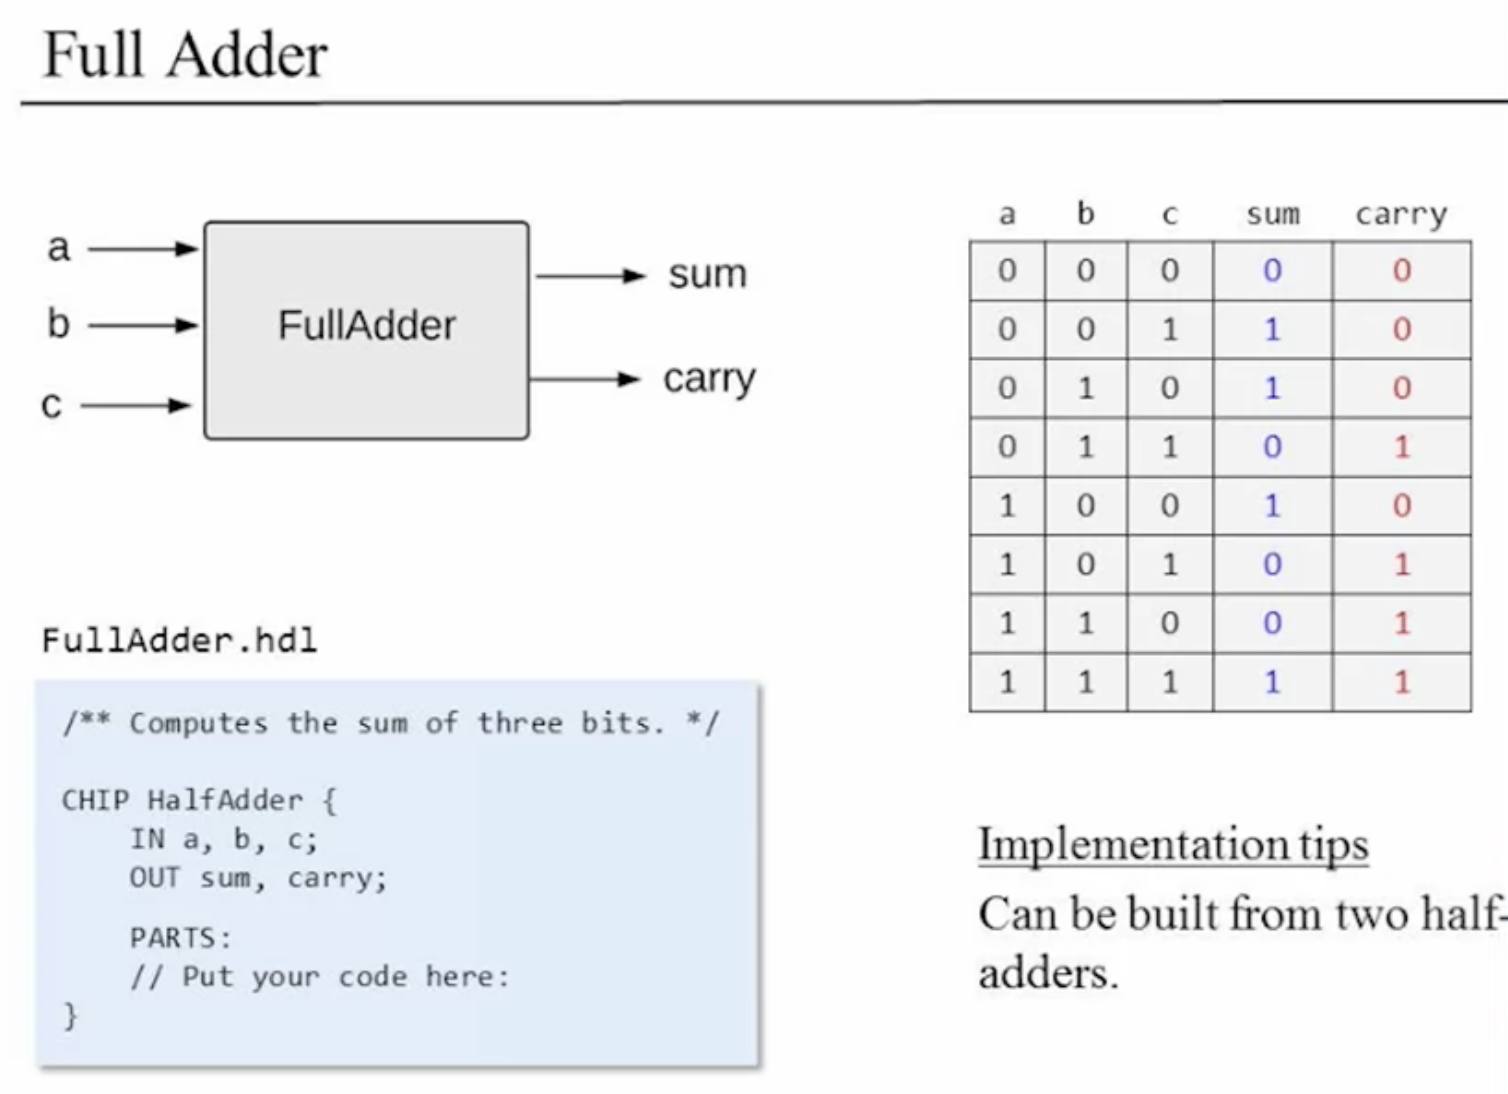 Full Adder
a
b
c
FullAdder
sum
carry
a b c sum carry
0 0 0 0 0
0 0 1 1 0
0 1 0 1 0
0 1 1 0 1
1 0 0 1 0
1 0 1 0 1
1 1 0 0 1
1 1 1 1 1
FullAdder.hdl
/** Computes the sum of three bits. */
CHIP HalfAdder {
IN a, b, c;
OUT sum, carry;
PARTS:
// Put your code here:
}
Implementation tips
Can be built from two half-
adders.